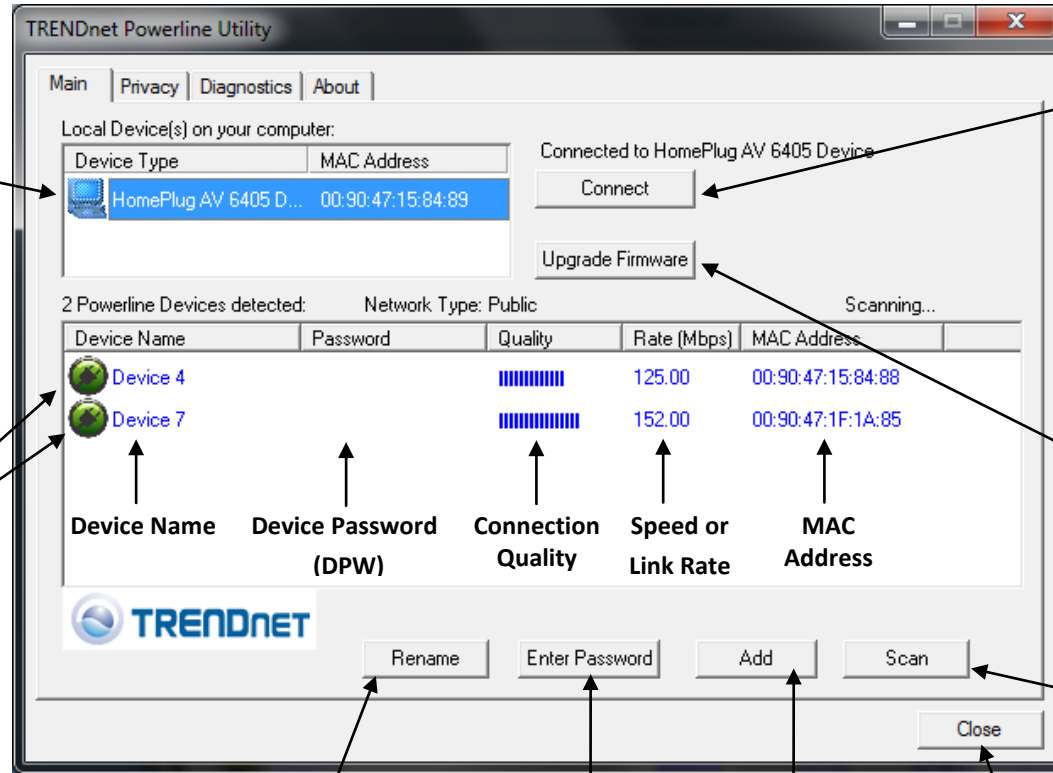 TRENDnet Powerline Utility
Main Privacy Diagnostics About
Local Device(s) on your computer:
Device Type MAC Address
HomePlug AV 6405 D... 00:90:47:15:84:89
Connected to HomePlug AV 6405 Device
Connect
Upgrade Firmware
2 Powerline Devices detected: Network Type: Public Scanning...
Device Name Password Quality Rate (Mbps) MAC Address
Device 4 125.00 00:90:47:15:84:88
Device 7 152.00 00:90:47:1F:1A:85
Device Name Device Password (DPW) Connection Quality Speed or Link Rate MAC Address
TRENDNET
Rename Enter Password Add Scan
Close